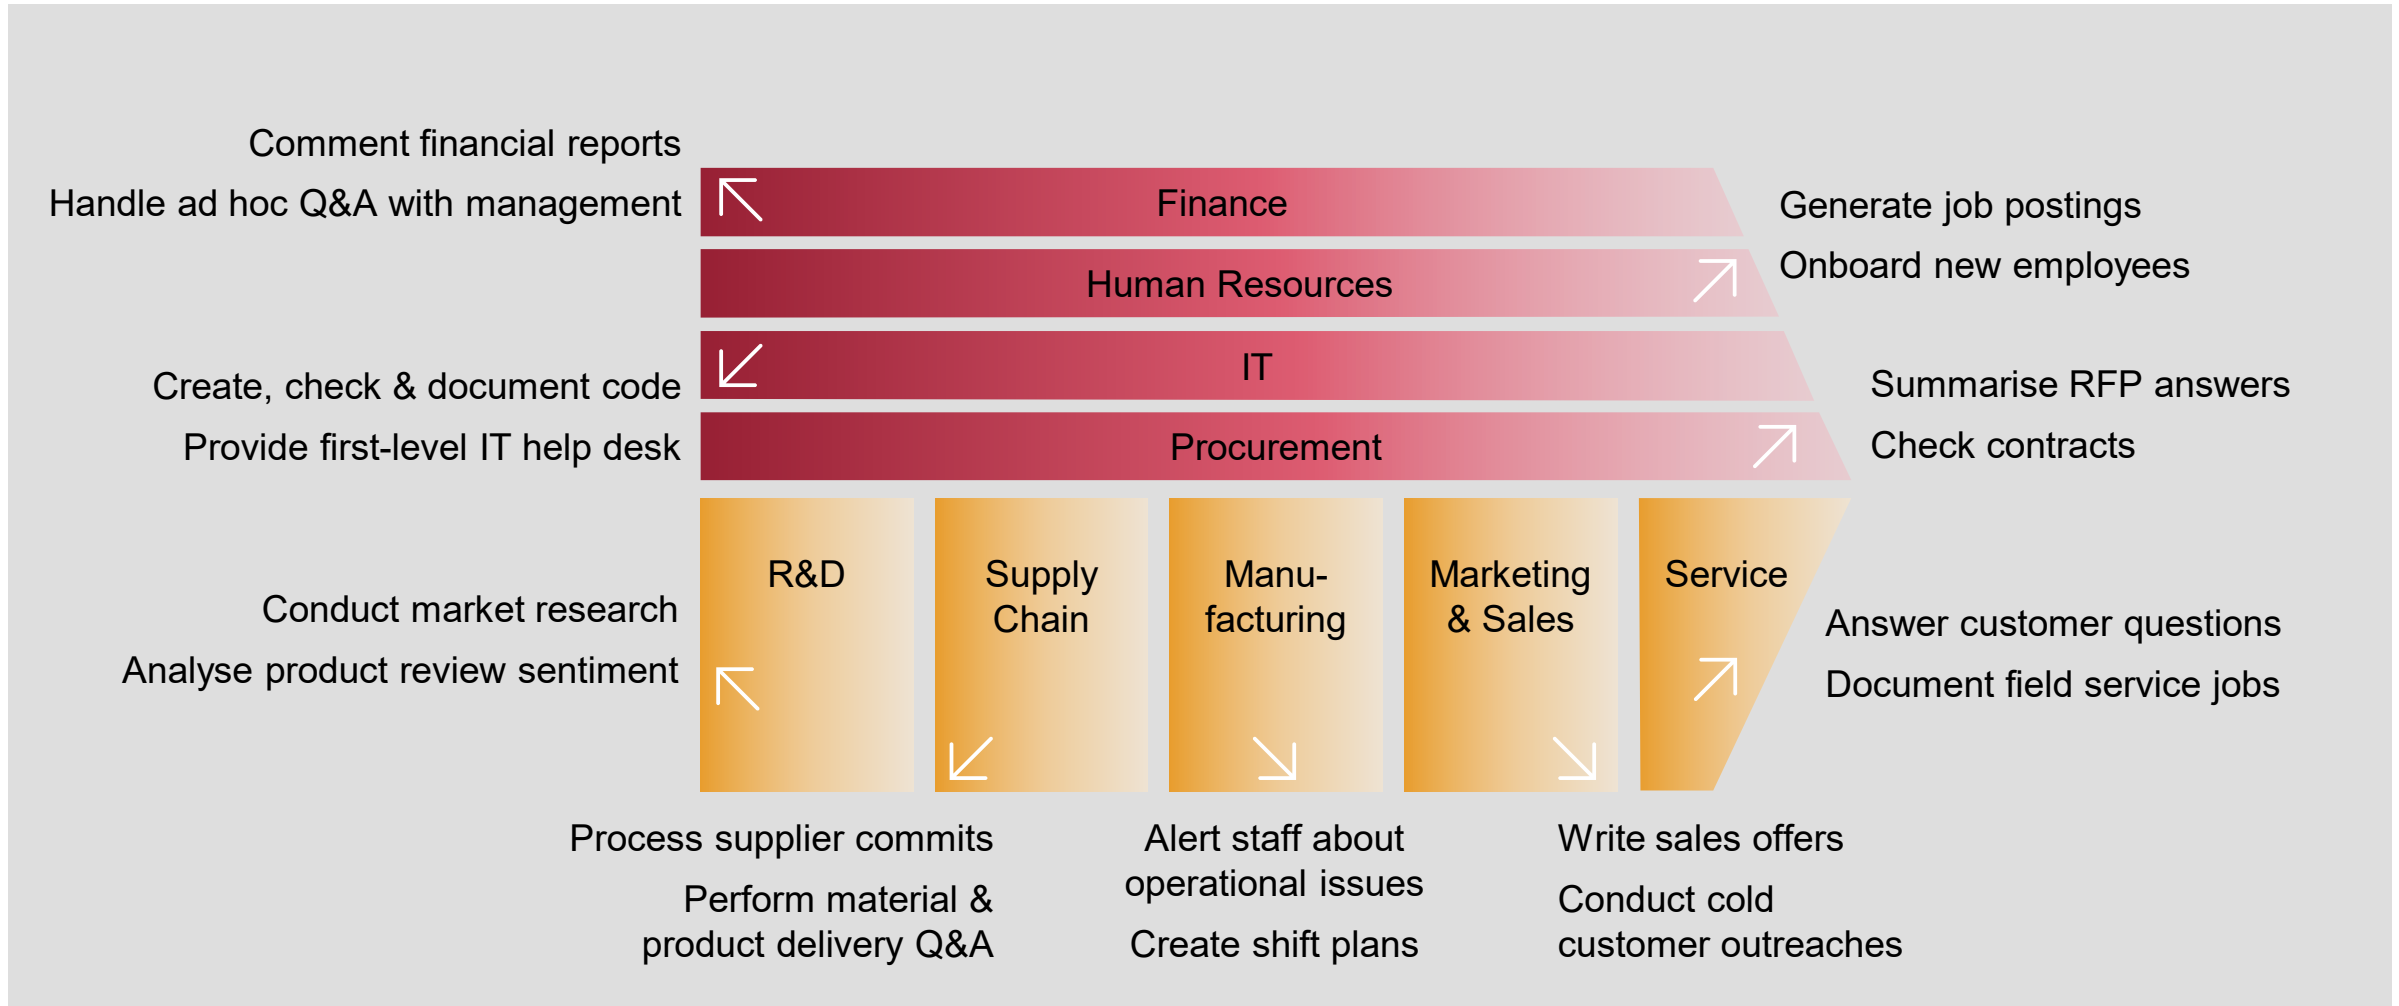 Comment financial reports
Handle ad hoc Q&A with management
Finance
Generate job postings
Onboard new employees
Human Resources
IT
Create, check & document code
Provide first-level IT help desk
Procurement
Summarise RFP answers
Check contracts
R&D
Supply
Chain
Manu-
facturing
Marketing
& Sales
Service
Conduct market research
Analyse product review sentiment
Answer customer questions
Document field service jobs
Process supplier commits
Perform material &
product delivery Q&A
Alert staff about
operational issues
Create shift plans
Write sales offers
Conduct cold
customer outreaches